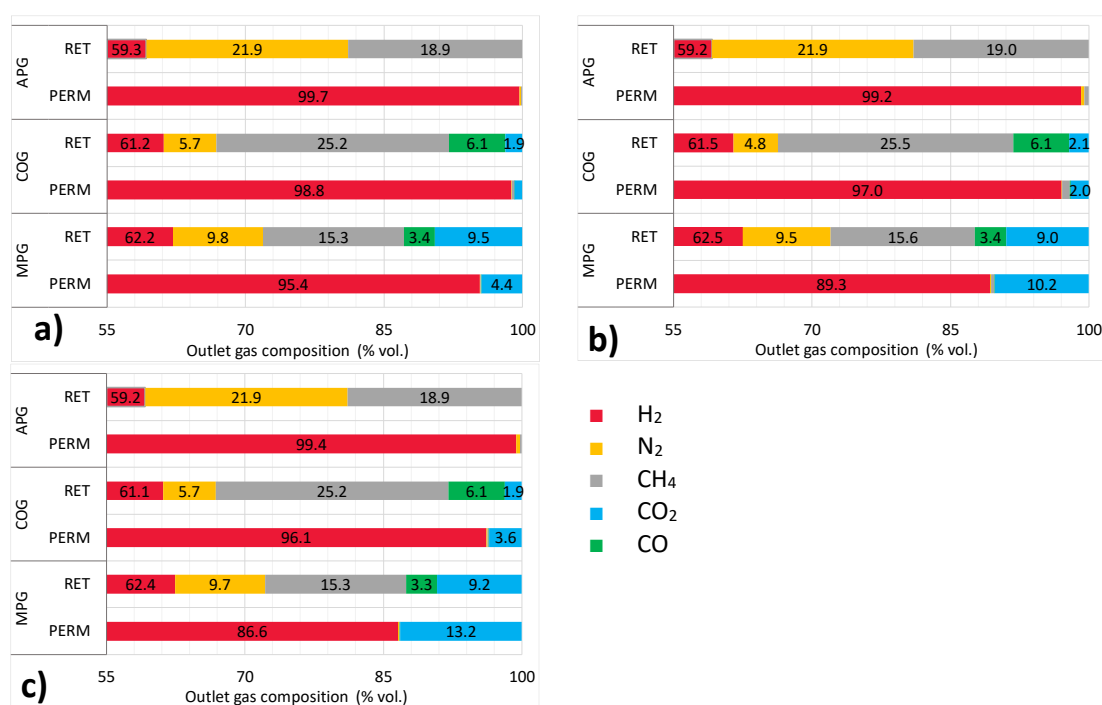 APG
RET
59.3 21.9 18.9
PERM
99.7
COG
RET
61.2 5.7 25.2 6.1 1.9
PERM
98.8
MPG
RET
62.2 9.8 15.3 3.4 9.5
PERM
95.4 4.4
55 70 85 100
Outlet gas composition (% vol.)
a)
APG
RET
59.2 21.9 19.0
PERM
99.2
COG
RET
61.5 4.8 25.5 6.1 2.1
PERM
97.0 2.0
MPG
RET
62.5 9.5 15.6 3.4 9.0
PERM
89.3 10.2
55 70 85 100
Outlet gas composition (% vol.)
b)
APG
RET
59.2 21.9 18.9
PERM
99.4
COG
RET
61.1 5.7 25.2 6.1 1.9
PERM
96.1 3.6
MPG
RET
62.4 9.7 15.3 3.3 9.2
PERM
86.6 13.2
55 70 85 100
Outlet gas composition (% vol.)
c)
H₂
N₂
CH₄
CO₂
CO